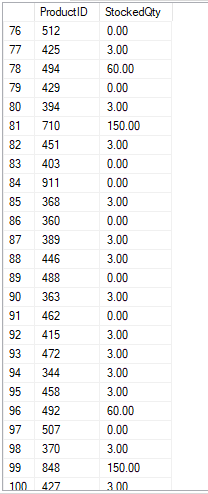 ProductID StockedQty
76 512 0.00
77 425 3.00
78 494 60.00
79 429 0.00
80 394 3.00
81 710 150.00
82 451 3.00
83 403 0.00
84 911 0.00
85 368 3.00
86 360 0.00
87 389 3.00
88 446 3.00
89 488 0.00
90 363 3.00
91 462 0.00
92 415 3.00
93 472 3.00
94 344 3.00
95 458 3.00
96 492 60.00
97 507 0.00
98 370 3.00
99 848 150.00
100 427 3.00